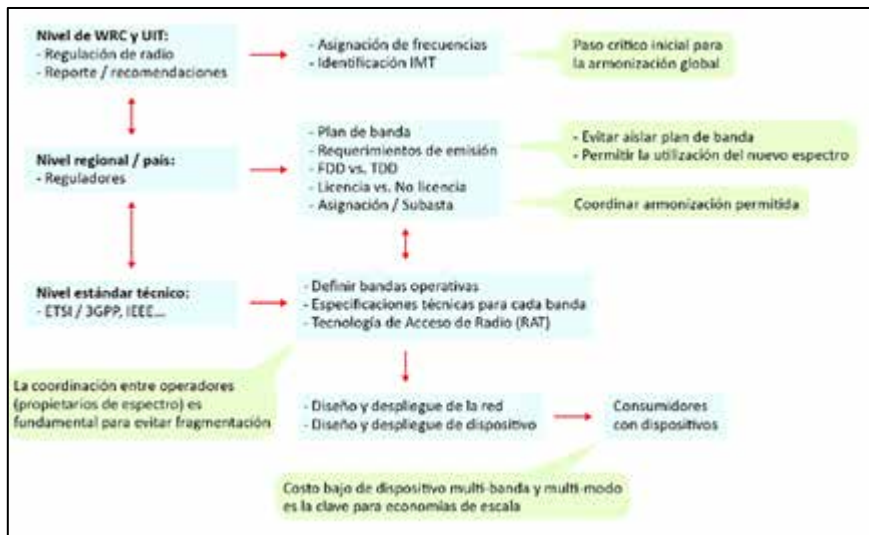 Nivel de WRC y UIT:
- Regulación de radio
- Reporte / recomendaciones
- Asignación de frecuencias
- Identificación IMT
Paso crítico inicial para
la armonización global
Nivel regional / país:
- Reguladores
- Plan de banda
- Requerimientos de emisión
- FDD vs. TDD
- Licencia vs. No licencia
- Asignación / Subasta
- Evitar aislar plan de banda
- Permitir la utilización del nuevo espectro
Coordinar armonización permitida
Nivel estándar técnico:
- ETSI / 3GPP, IEEE...
- Definir bandas operativas
- Especificaciones técnicas para cada banda
- Tecnología de Acceso de Radio (RAT)
La coordinación entre operadores
(propietarios de espectro) es
fundamental para evitar fragmentación
- Diseño y despliegue de la red
- Diseño y despliegue de dispositivo
Consumidores
con dispositivos
Costo bajo de dispositivo multi-banda y multi-modo
es la clave para economías de escala